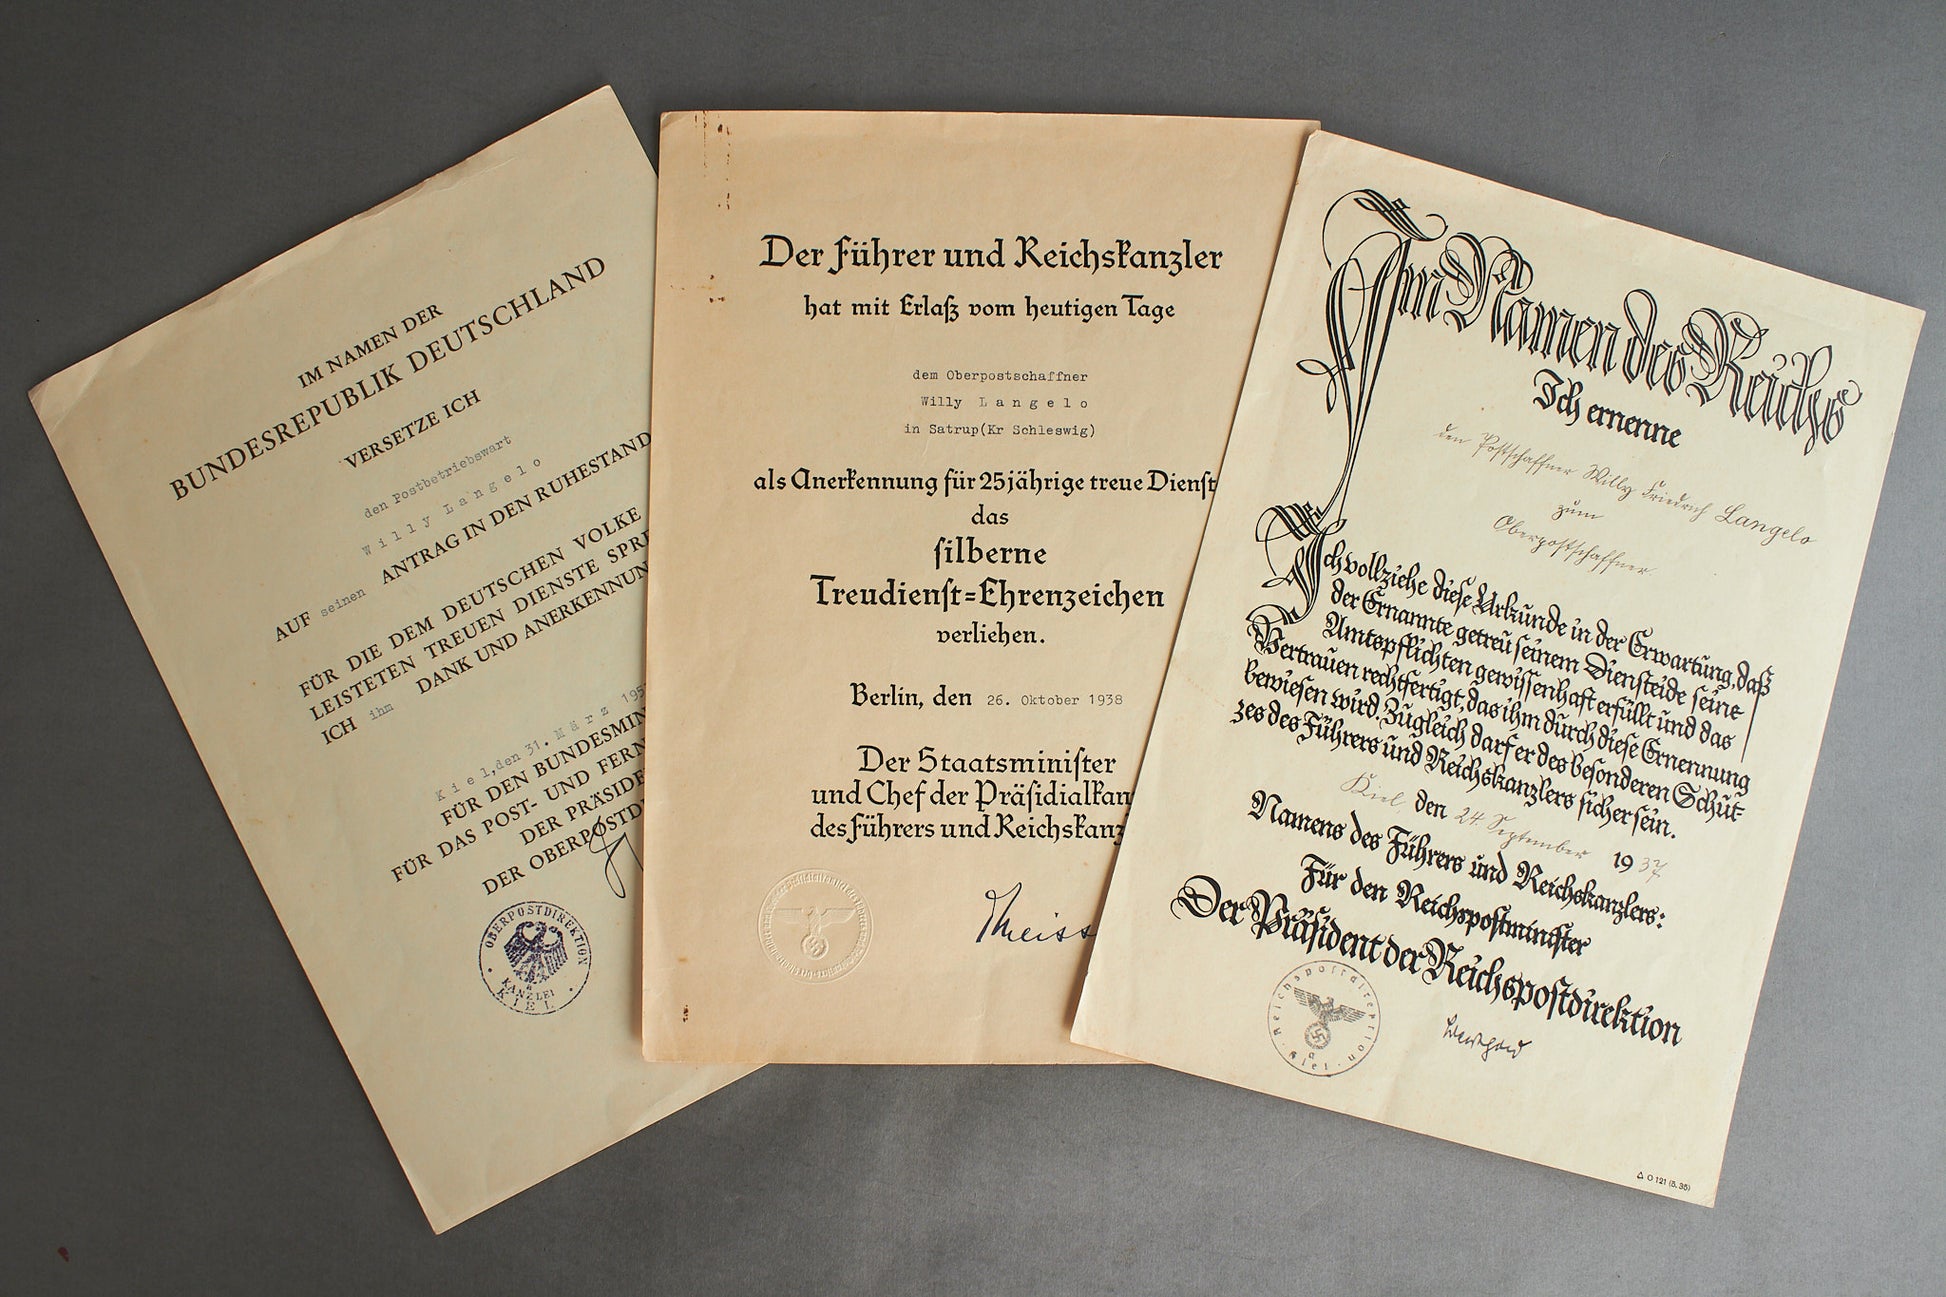 IM NAMEN DER
BUNDESREPUBLIK DEUTSCHLAND
VERSETZE ICH
den Postbetriebswart
Willy Langelo
AUF seinen ANTRAG IN DEN RUHESTAND
FÜR DIE DEM DEUTSCHEN VOLKE
LEISTETEN TREUEN DIENSTE SPRE
ICH ihm DANK UND ANERKENNUN
Kiel, den 31. März 195
FÜR DEN BUNDESMIN
FÜR DAS POST- UND FERN
DER PRÄSIDE
DER OBERPOSTD
OBERPOSTDIREKTION
KANZLEI
KIEL
Der Führer und Reichskanzler
hat mit Erlaß vom heutigen Tage
dem Oberpostschaffner
Willy Langelo
in Satrup(Kr Schleswig)
als Anerkennung für 25jährige treue Dienst
das
silberne
Treudienst=Ehrenzeichen
verliehen.
Berlin, den 26. Oktober 1938
Der Staatsminister
und Chef der Präsidialkan
des Führers und Reichskanz
Meiss
Im Namen des Reichs
Ich ernenne
den Postschaffner Willy Friedrich Langelo
zum
Oberpostschaffner.
Ich vollziehe diese Urkunde in der Erwartung, daß
der Ernannte getreu seinem Diensteide seine
Amtspflichten gewissenhaft erfüllt und das
Vertrauen rechtfertigt, das ihm durch diese Ernennung
bewiesen wird. Zugleich darf er des besonderen Schut-
zes des Führers und Reichskanzlers sicher sein.
Kiel, den 24. September 1937
Namens des Führers und Reichskanzlers:
Für den Reichspostminister
Der Präsident der Reichspostdirektion
Reichspostdirektion
Kiel
O 121 (5. 35)